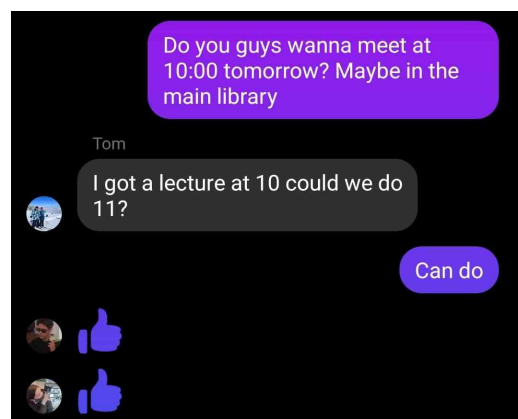 Do you guys wanna meet at
10:00 tomorrow? Maybe in the
main library
Tom
I got a lecture at 10 could we do
11?
Can do